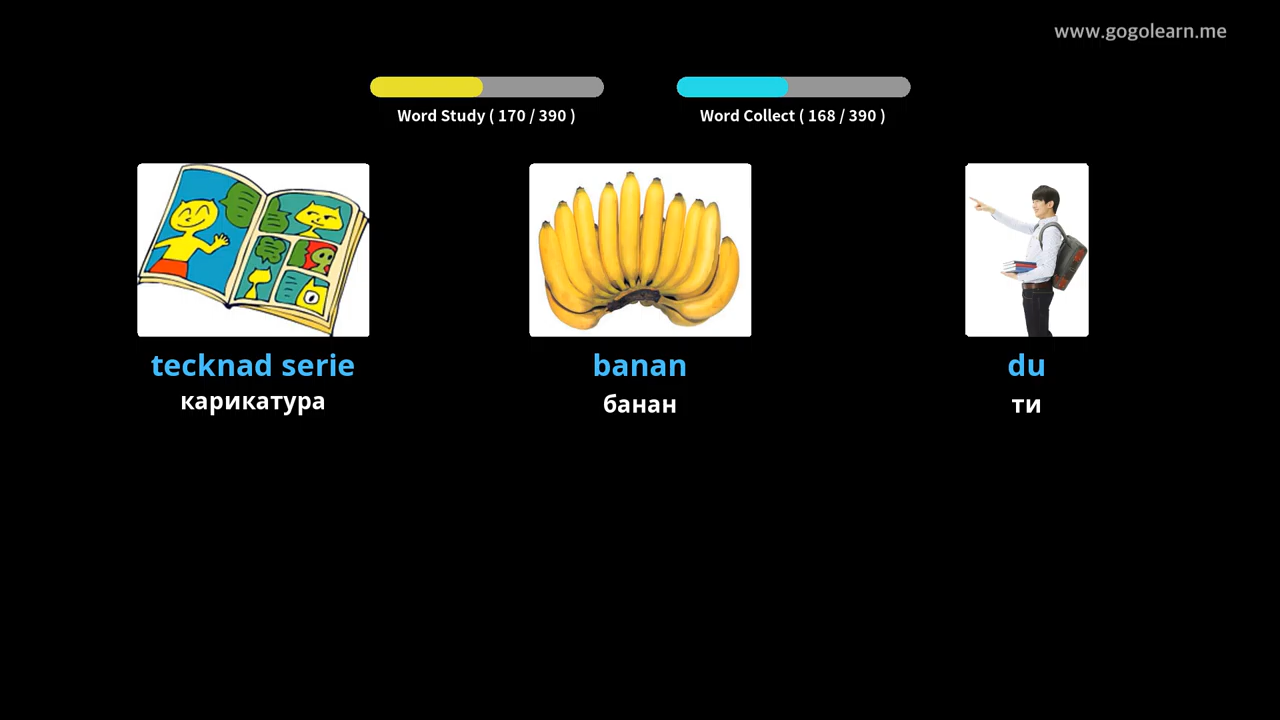 www.gogolearn.me
Word Study ( 170 / 390 )
Word Collect ( 168 / 390 )
tecknad serie
карикатура
banan
банан
du
ти